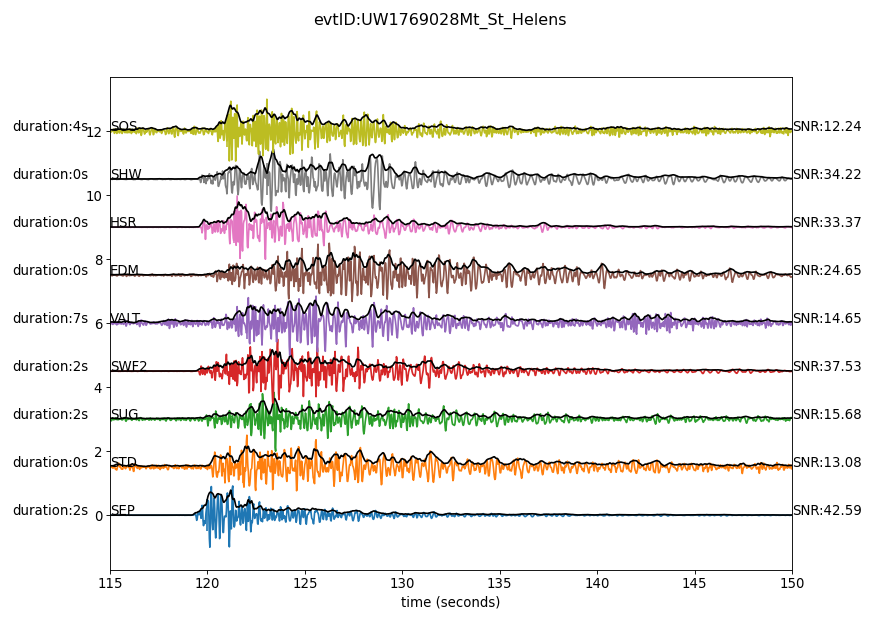 evtID:UW1769028Mt_St_Helens
duration:4s SOS SNR:12.24
12
duration:0s SHW SNR:34.22
10
duration:0s HSR SNR:33.37
8
duration:0s EDM SNR:24.65
duration:7s VALT SNR:14.65
6
duration:2s SWF2 SNR:37.53
4
duration:2s SUG SNR:15.68
2
duration:0s STD SNR:13.08
duration:2s SEP SNR:42.59
0
115 120 125 130 135 140 145 150
time (seconds)